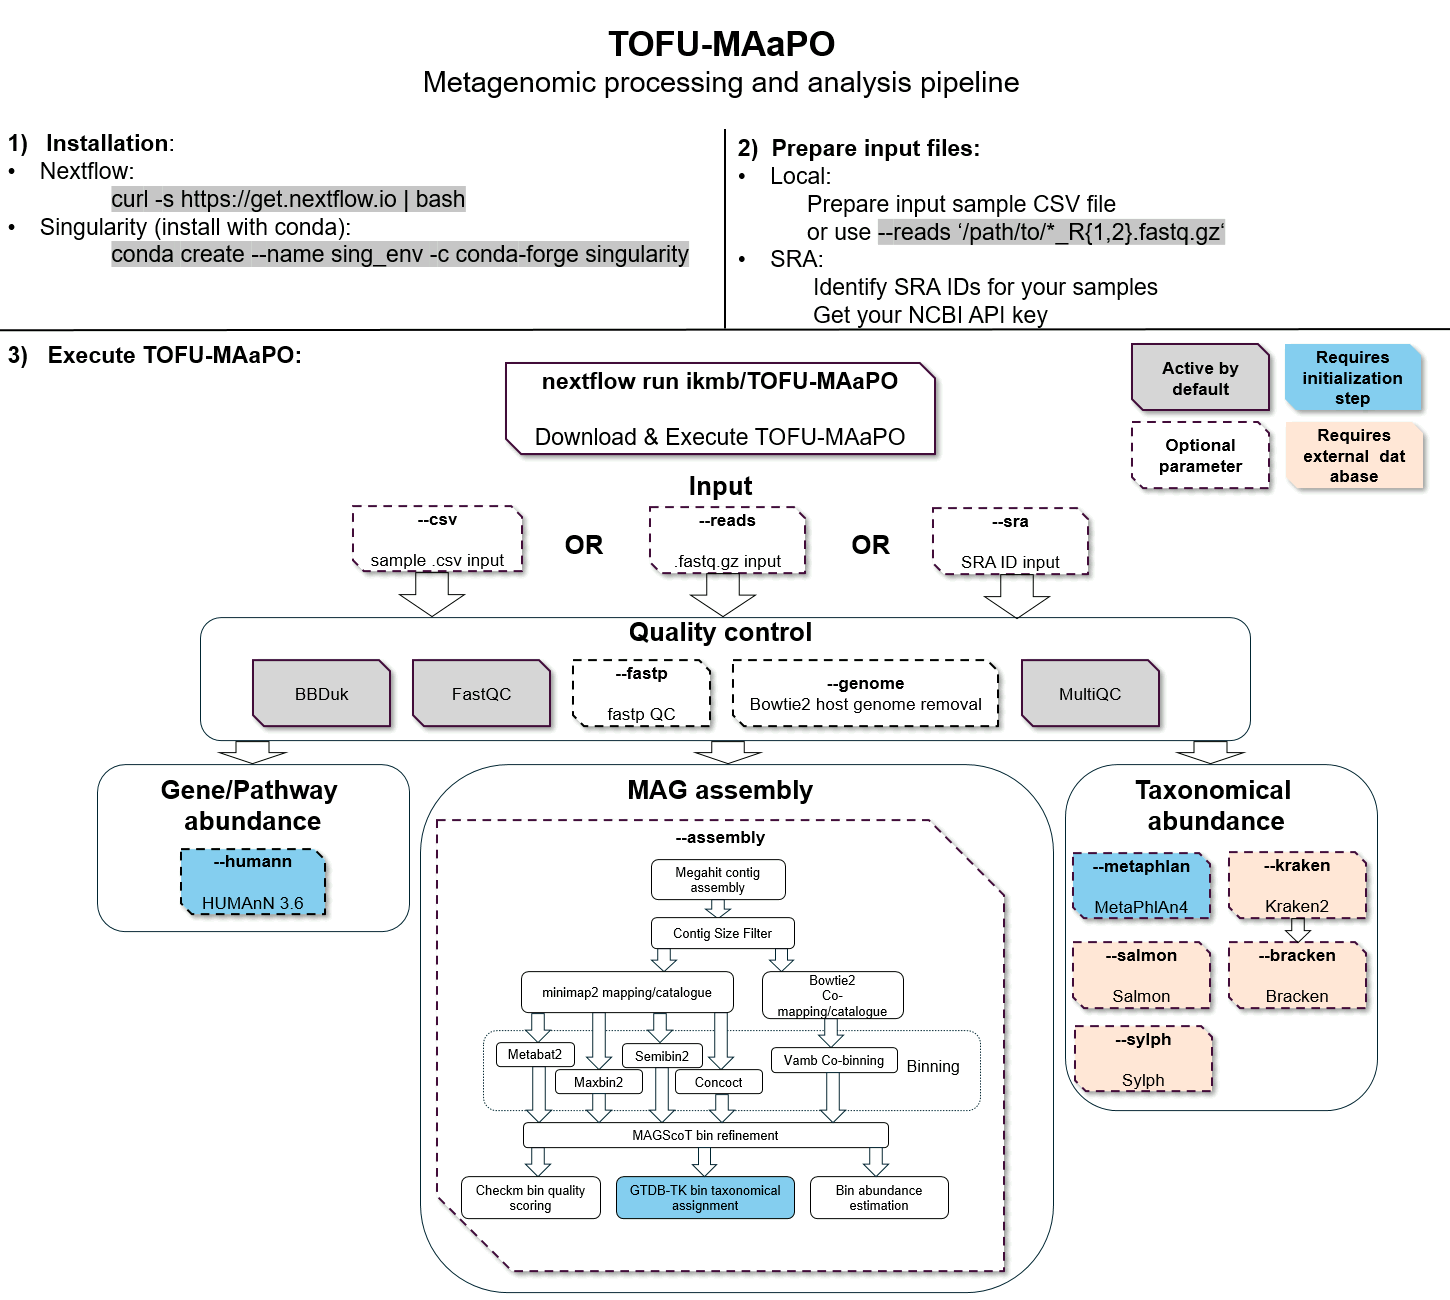 TOFU-MAaPO
Metagenomic processing and analysis pipeline
1) Installation:
• Nextflow:
curl -s https://get.nextflow.io | bash
• Singularity (install with conda):
conda create --name sing_env -c conda-forge singularity
2) Prepare input files:
• Local:
Prepare input sample CSV file
or use --reads ‘/path/to/*_R{1,2}.fastq.gz‘
• SRA:
Identify SRA IDs for your samples
Get your NCBI API key
3) Execute TOFU-MAaPO:
nextflow run ikmb/TOFU-MAaPO
Download & Execute TOFU-MAaPO
Active by
default
Requires
initialization
step
Optional
parameter
Requires
external dat
abase
Input
--csv
sample .csv input
OR
--reads
.fastq.gz input
OR
--sra
SRA ID input
Quality control
BBDuk
FastQC
--fastp
fastp QC
--genome
Bowtie2 host genome removal
MultiQC
Gene/Pathway
abundance
--humann
HUMAnN 3.6
MAG assembly
--assembly
Megahit contig
assembly
Contig Size Filter
minimap2 mapping/catalogue
Bowtie2
Co-
mapping/catalogue
Metabat2
Maxbin2
Semibin2
Concoct
Vamb Co-binning
Binning
MAGScoT bin refinement
Checkm bin quality
scoring
GTDB-TK bin taxonomical
assignment
Bin abundance
estimation
Taxonomical
abundance
--metaphlan
MetaPhlAn4
--kraken
Kraken2
--salmon
Salmon
--bracken
Bracken
--sylph
Sylph